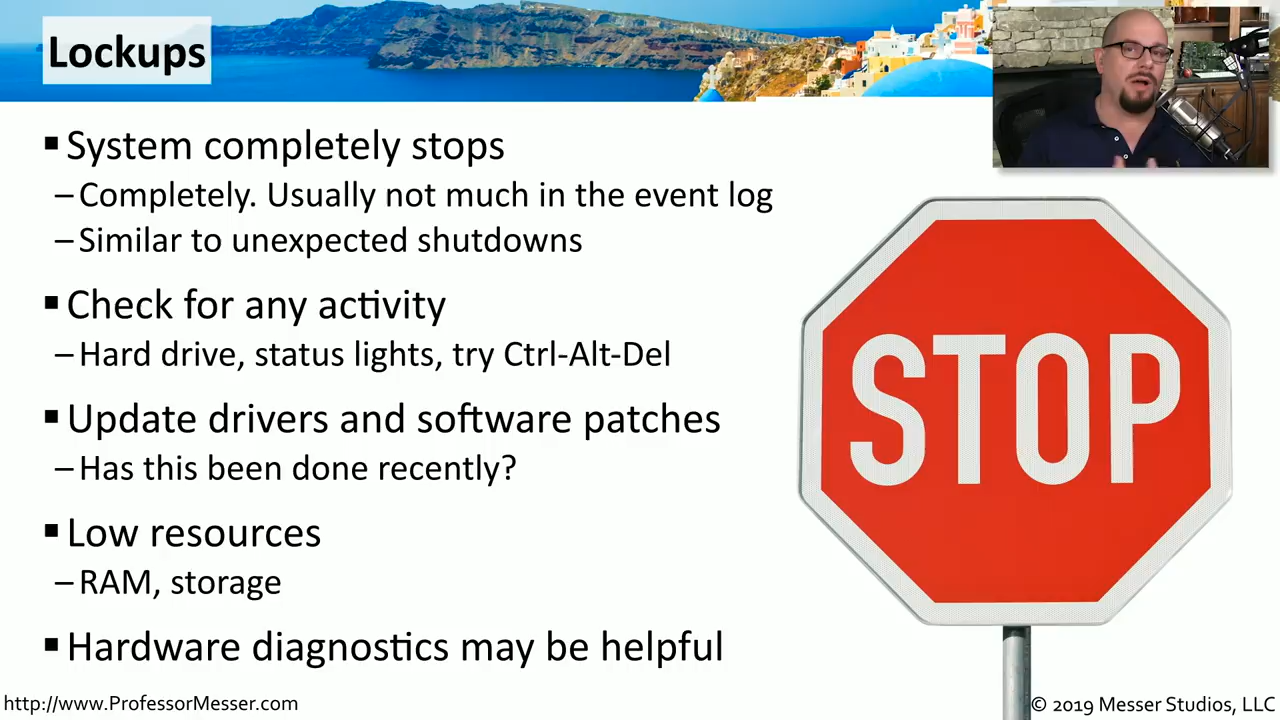 Lockups
▪ System completely stops
– Completely. Usually not much in the event log
– Similar to unexpected shutdowns
▪ Check for any activity
– Hard drive, status lights, try Ctrl-Alt-Del
▪ Update drivers and software patches
– Has this been done recently?
▪ Low resources
– RAM, storage
▪ Hardware diagnostics may be helpful
STOP
http://www.ProfessorMesser.com
© 2019 Messer Studios, LLC